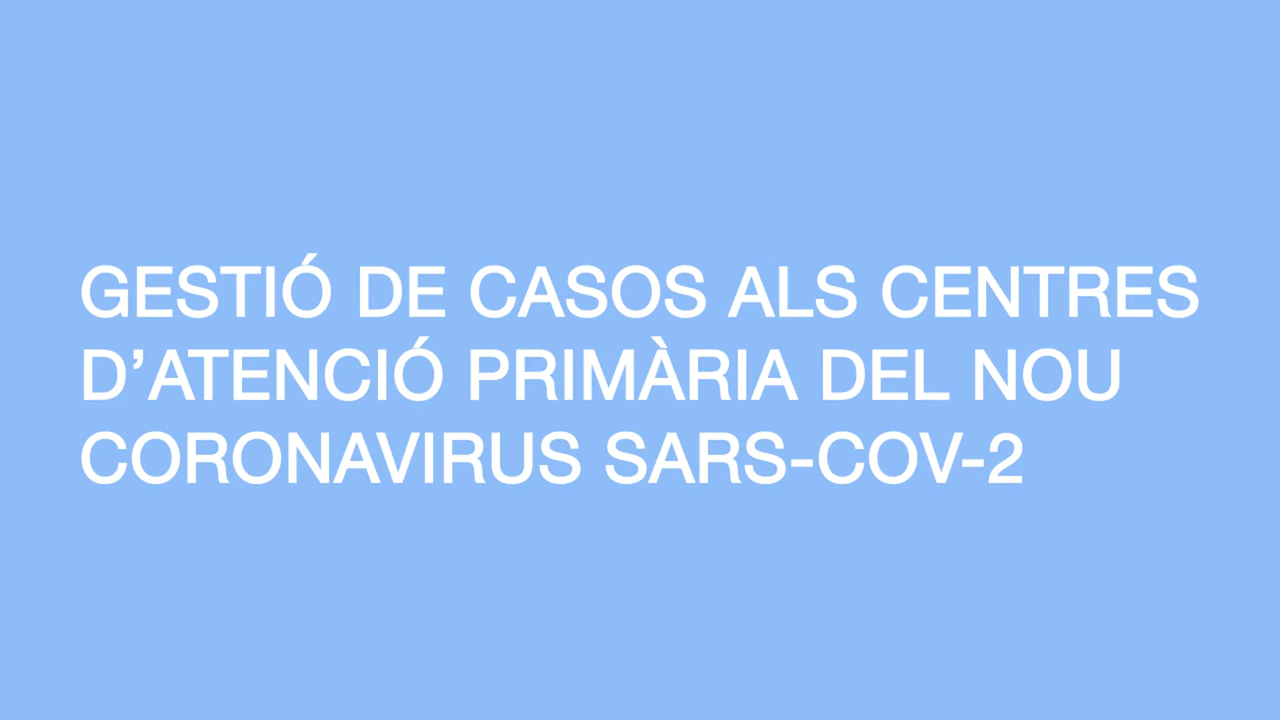 GESTIÓ DE CASOS ALS CENTRES
D’ATENCIÓ PRIMÀRIA DEL NOU
CORONAVIRUS SARS-COV-2